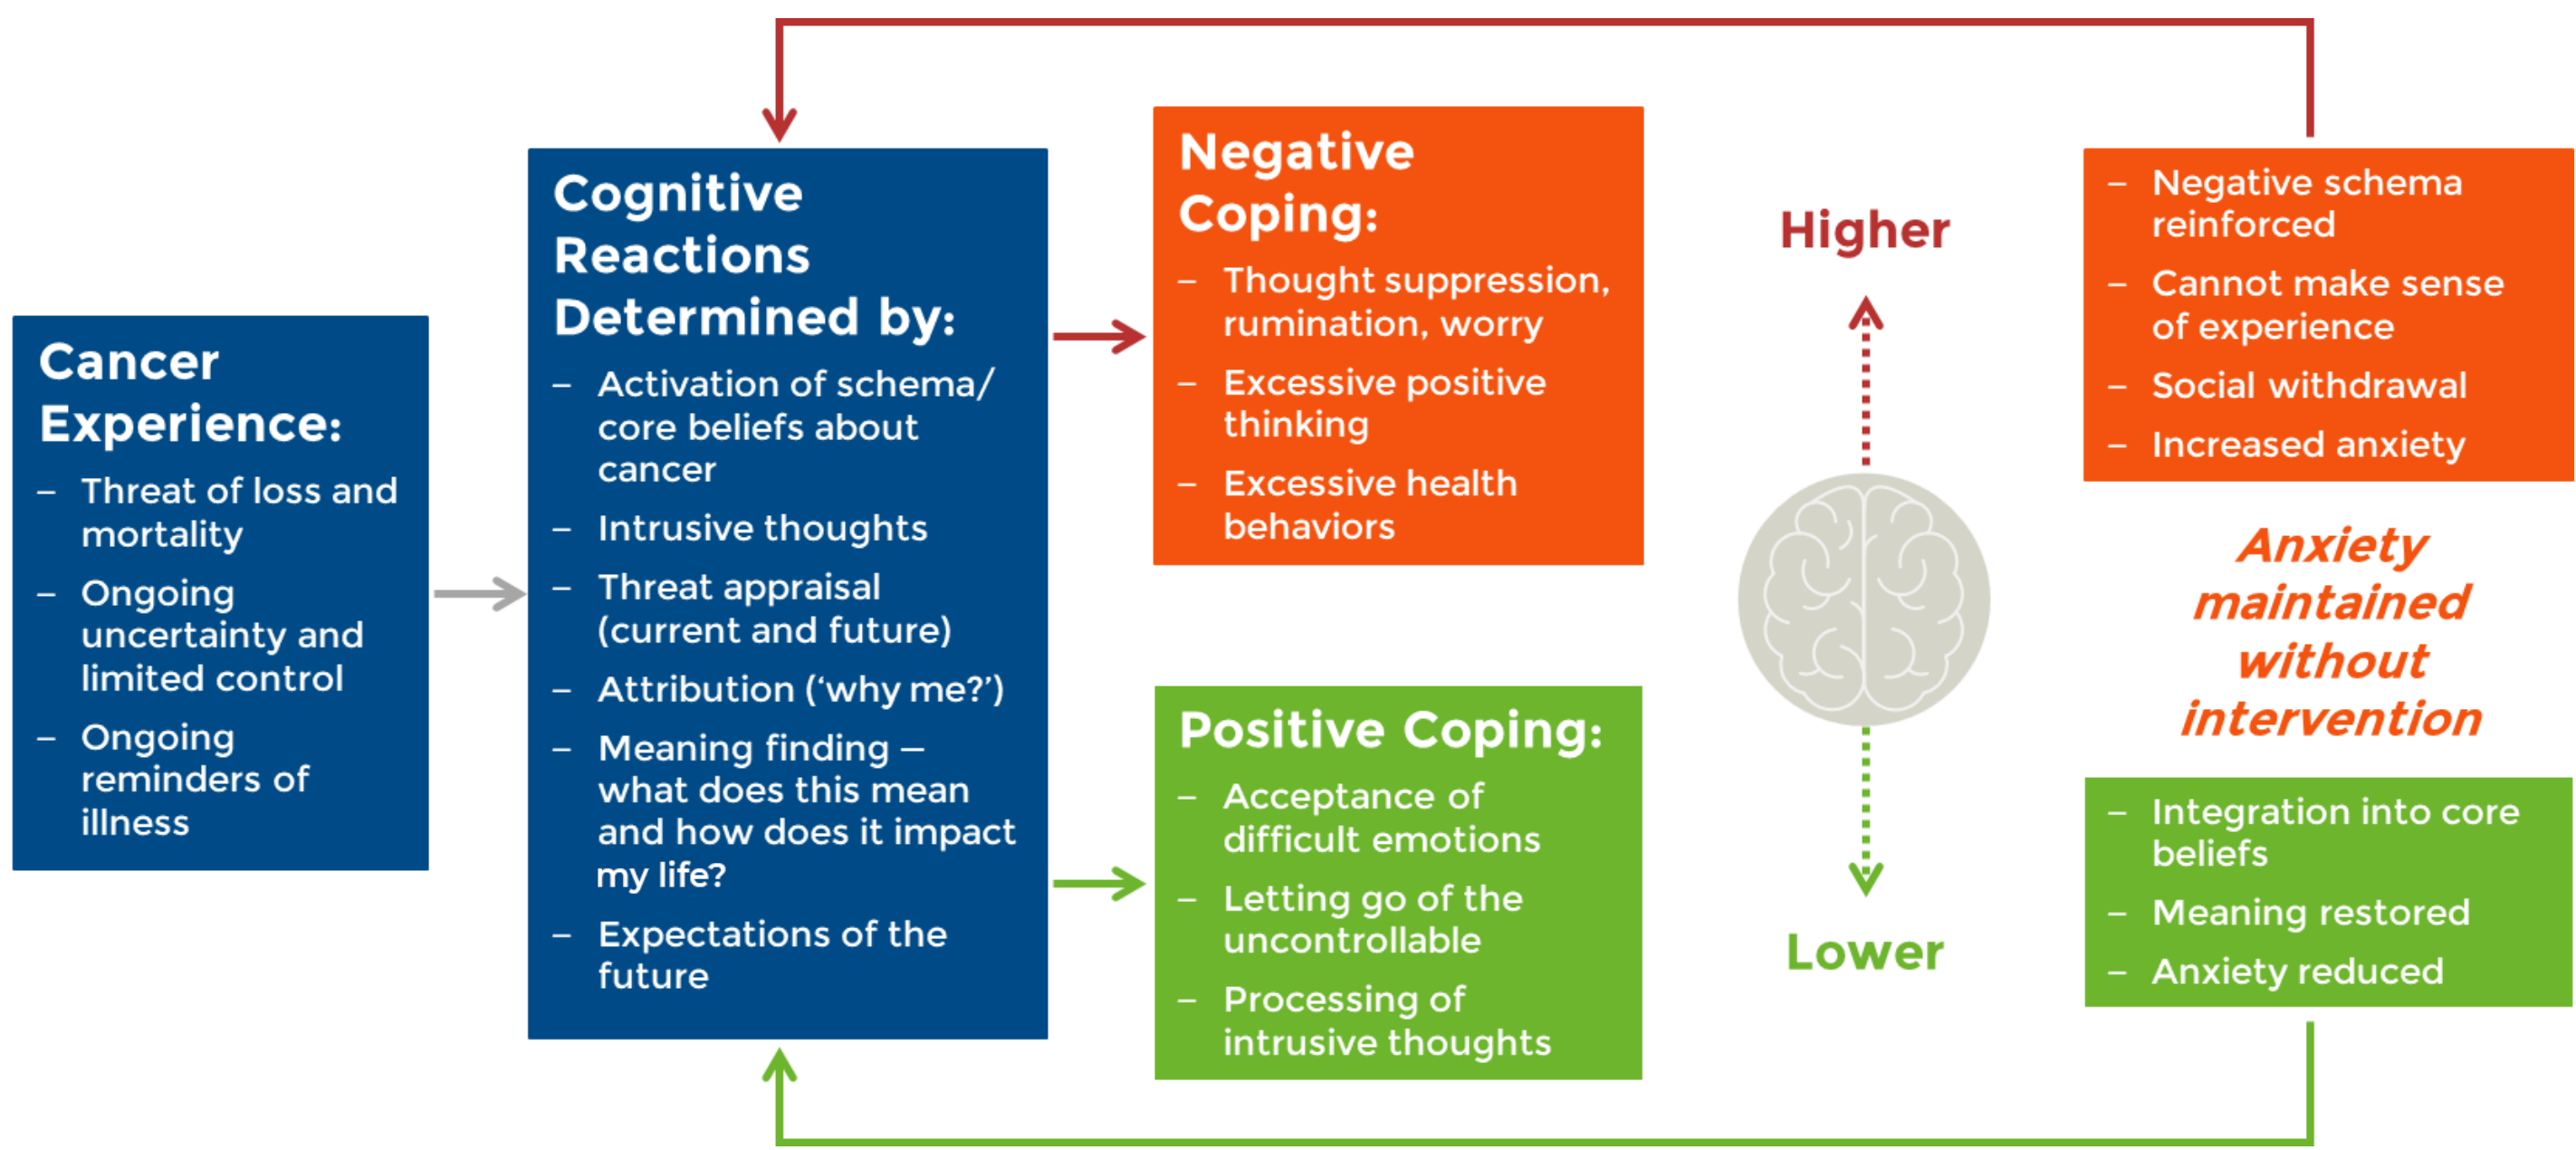 Cancer
Experience:
– Threat of loss and
mortality
– Ongoing
uncertainty and
limited control
– Ongoing
reminders of
illness
Cognitive
Reactions
Determined by:
– Activation of schema/
core beliefs about
cancer
– Intrusive thoughts
– Threat appraisal
(current and future)
– Attribution (‘why me?’)
– Meaning finding –
what does this mean
and how does it impact
my life?
– Expectations of the
future
Negative
Coping:
– Thought suppression,
rumination, worry
– Excessive positive
thinking
– Excessive health
behaviors
Positive Coping:
– Acceptance of
difficult emotions
– Letting go of the
uncontrollable
– Processing of
intrusive thoughts
Higher
Lower
– Negative schema
reinforced
– Cannot make sense
of experience
– Social withdrawal
– Increased anxiety
Anxiety
maintained
without
intervention
– Integration into core
beliefs
– Meaning restored
– Anxiety reduced